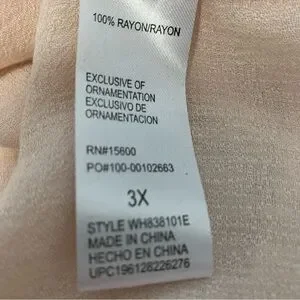 100% RAYON/RAYON
EXCLUSIVE OF
ORNAMENTATION
EXCLUSIVO DE
ORNAMENTACION
RN#15600
PO#100-00102663
3X
STYLE WH838101E
MADE IN CHINA
HECHO EN CHINA
UPC196128226276